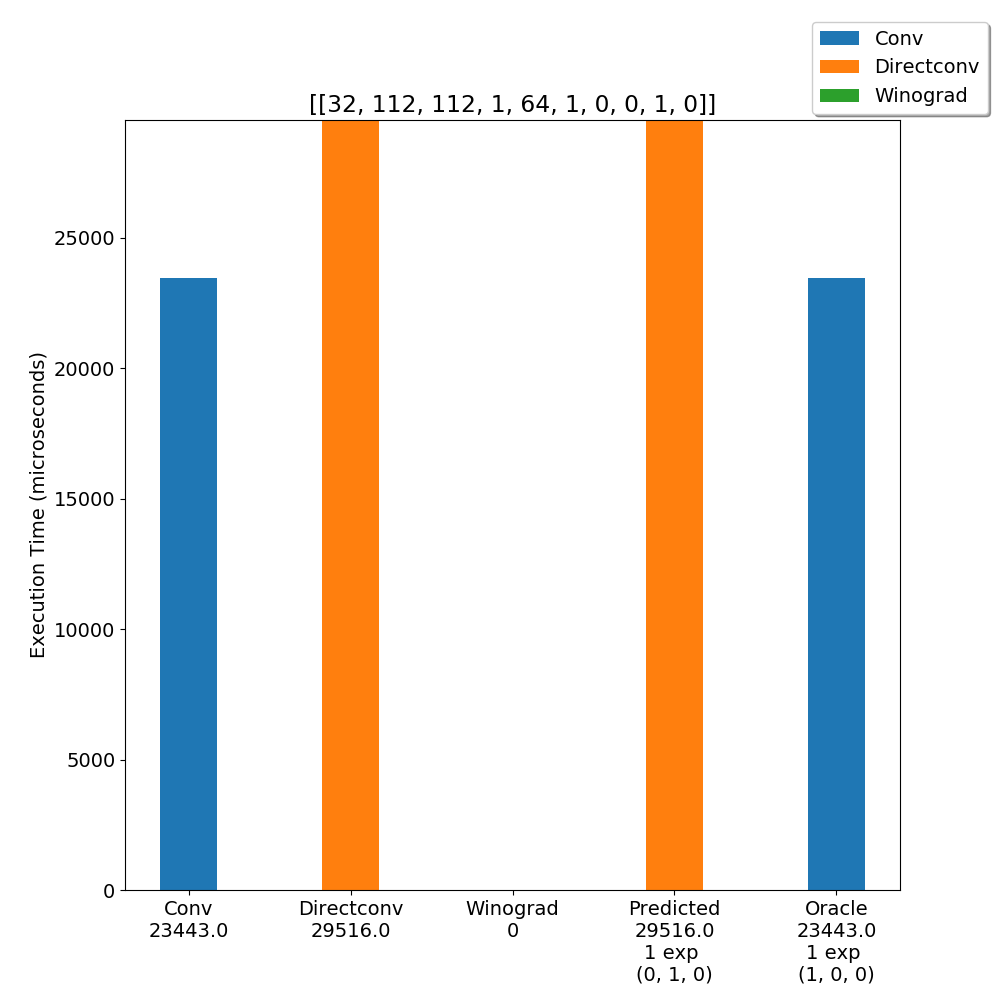 Conv
Directconv
Winograd
[[32, 112, 112, 1, 64, 1, 0, 0, 1, 0]]
Execution Time (microseconds)
25000
20000
15000
10000
5000
0
Conv
23443.0
Directconv
29516.0
Winograd
0
Predicted
29516.0
1 exp
(0, 1, 0)
Oracle
23443.0
1 exp
(1, 0, 0)